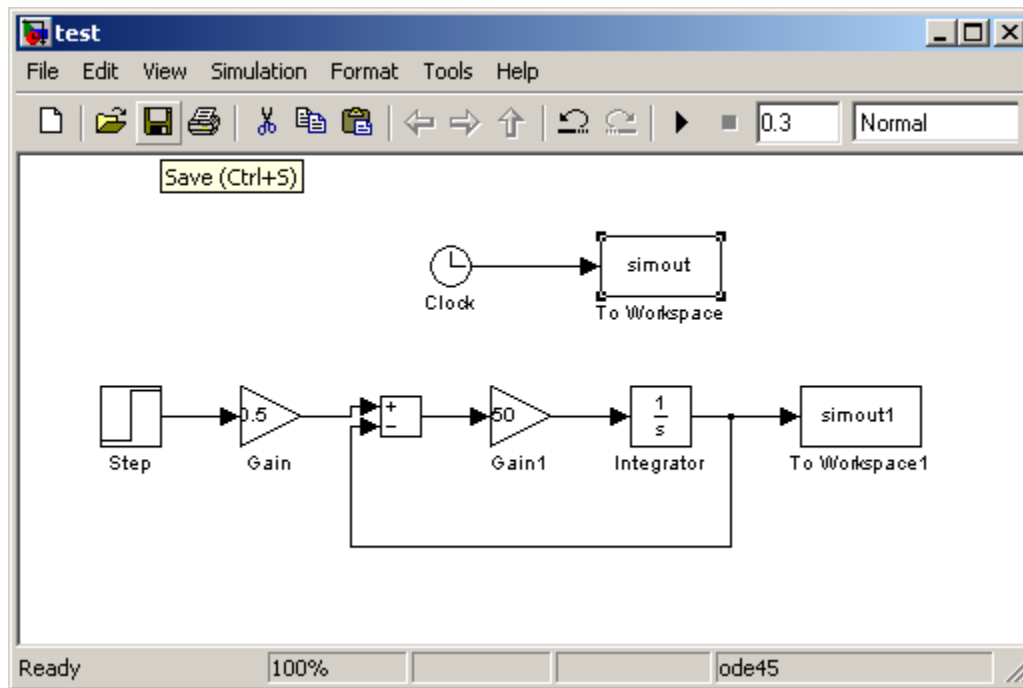 test
File Edit View Simulation Format Tools Help
0.3 Normal
Save (Ctrl+S)
simout
Clock
To Workspace
0.5
+
−
50
1
s
simout1
Step Gain Gain1 Integrator To Workspace1
Ready 100% ode45